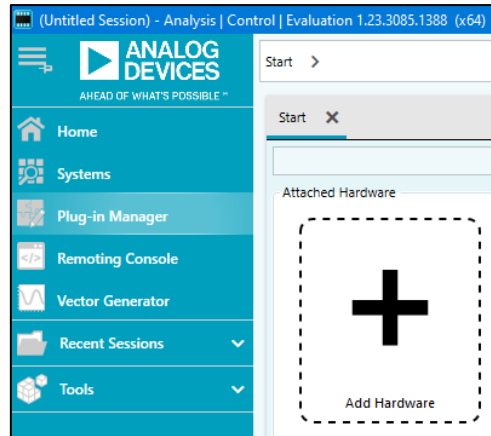 (Untitled Session) - Analysis | Control | Evaluation 1.23.3085.1388 (x64)
ANALOG
DEVICES
AHEAD OF WHAT'S POSSIBLE™
Home
Systems
Plug-in Manager
</>
Remoting Console
Vector Generator
Recent Sessions
Tools
Start >
Start
Attached Hardware
Add Hardware